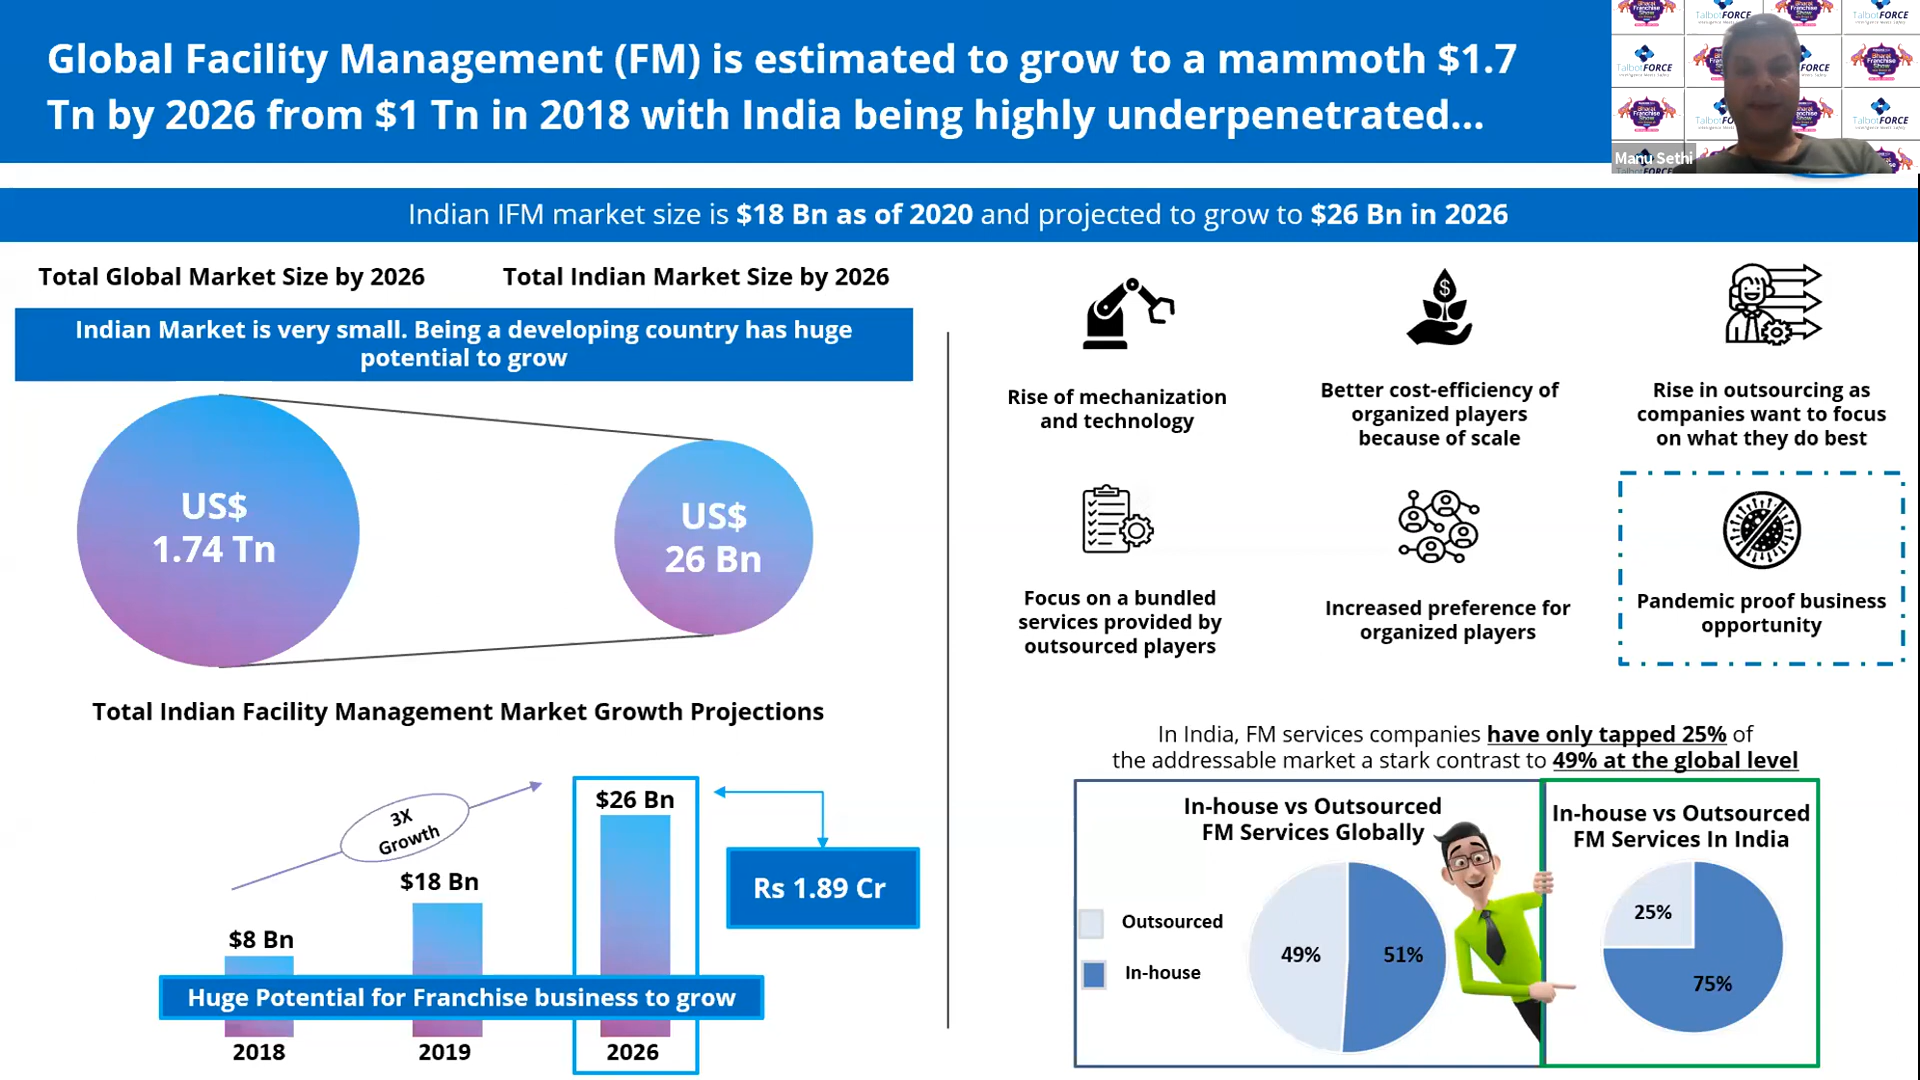 Global Facility Management (FM) is estimated to grow to a mammoth $1.7
Tn by 2026 from $1 Tn in 2018 with India being highly underpenetrated...
TalbotFORCE
Bharat Franchise Show
Manu Sethi
Indian IFM market size is $18 Bn as of 2020 and projected to grow to $26 Bn in 2026
Total Global Market Size by 2026
Total Indian Market Size by 2026
Indian Market is very small. Being a developing country has huge
potential to grow
US$
1.74 Tn
US$
26 Bn
Total Indian Facility Management Market Growth Projections
3X
Growth
$8 Bn
$18 Bn
$26 Bn
Rs 1.89 Cr
Huge Potential for Franchise business to grow
2018
2019
2026
$
Rise of mechanization
and technology
Better cost-efficiency of
organized players
because of scale
Rise in outsourcing as
companies want to focus
on what they do best
Focus on a bundled
services provided by
outsourced players
Increased preference for
organized players
Pandemic proof business
opportunity
In India, FM services companies have only tapped 25% of
the addressable market a stark contrast to 49% at the global level
In-house vs Outsourced
FM Services Globally
Outsourced
In-house
49%
51%
In-house vs Outsourced
FM Services In India
25%
75%